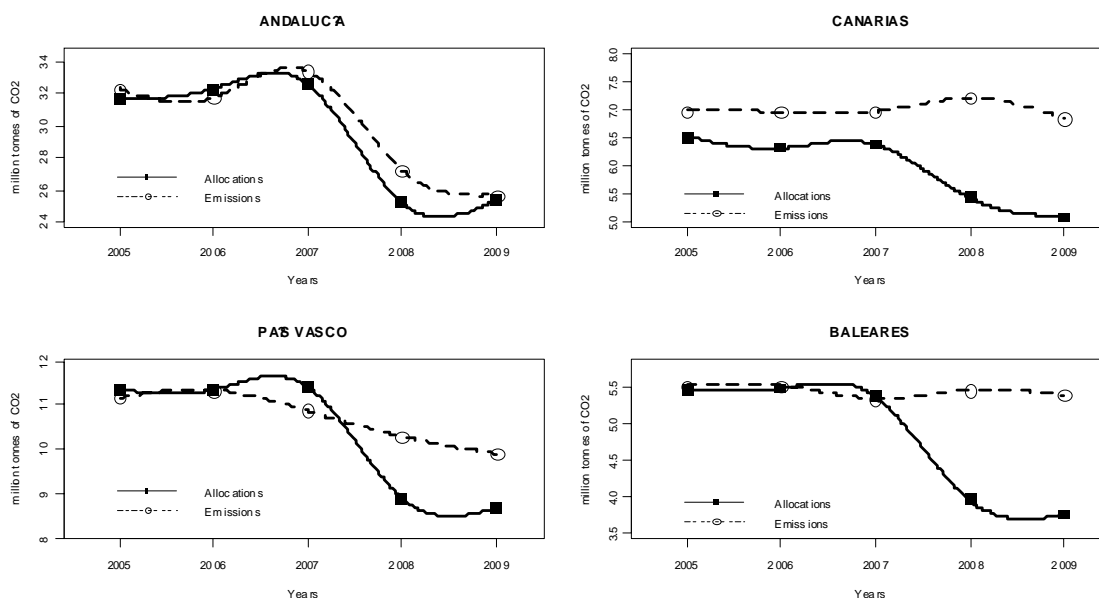 ANDALUC?A
million tonnes of CO2
34
32
30
28
26
24
Allocations
Emissions
2005 2006 2007 2008 2009
Years
CANARIAS
million tonnes of CO2
8.0
7.5
7.0
6.5
6.0
5.5
5.0
Allocations
Emissions
2005 2006 2007 2008 2009
Years
PA?S VASCO
million tonnes of CO2
12
11
10
9
8
Allocations
Emissions
2005 2006 2007 2008 2009
Years
BALEARES
million tonnes of CO2
5.5
5.0
4.5
4.0
3.5
Allocations
Emissions
2005 2006 2007 2008 2009
Years